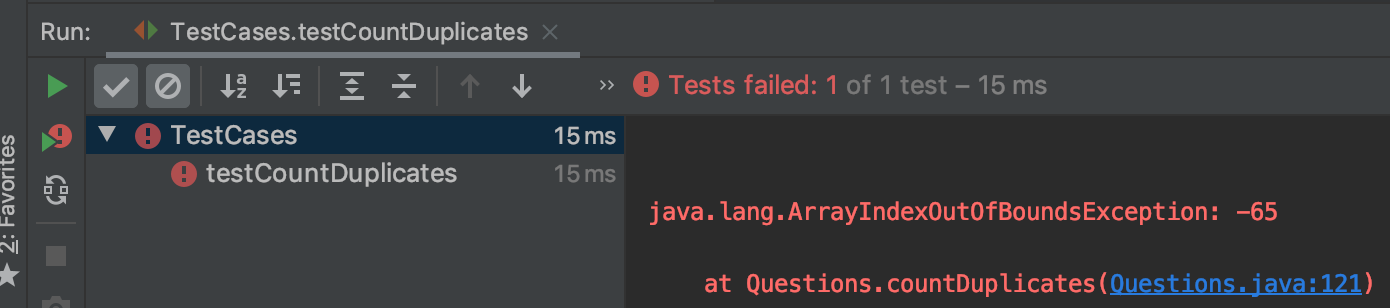 Run: TestCases.testCountDuplicates
Tests failed: 1 of 1 test – 15 ms
TestCases 15 ms
testCountDuplicates 15 ms
java.lang.ArrayIndexOutOfBoundsException: -65
at Questions.countDuplicates(Questions.java:121)
2: Favorites